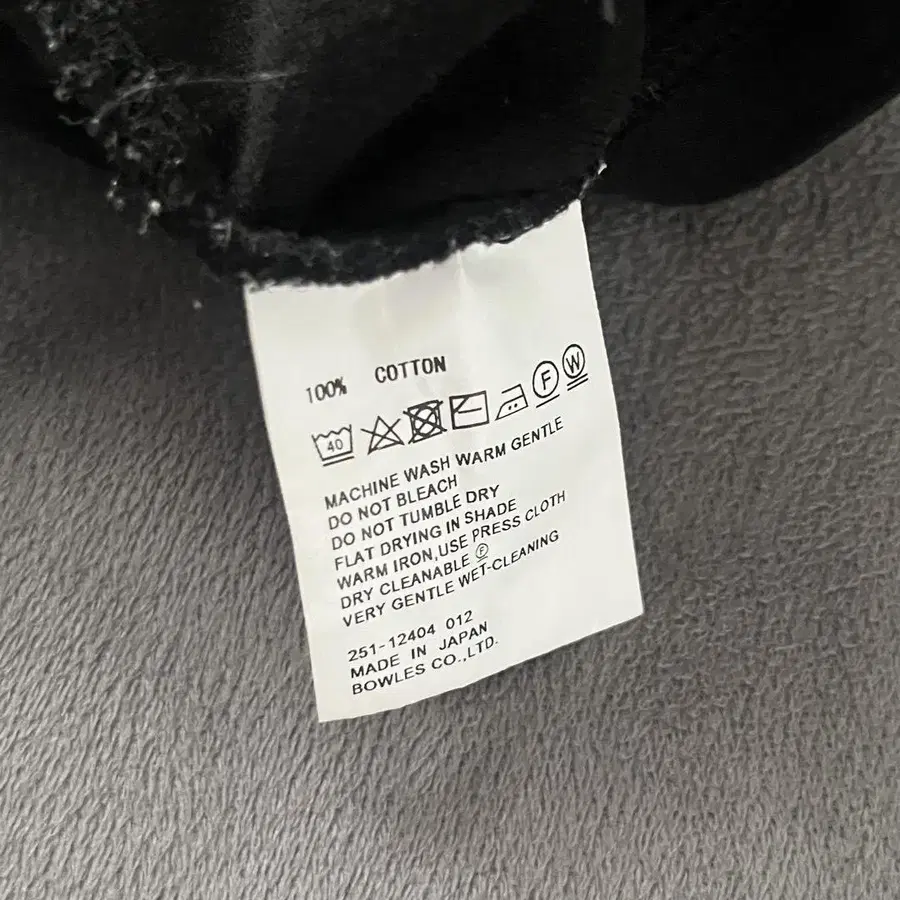 100% COTTON
40 F W
MACHINE WASH WARM GENTLE
DO NOT BLEACH
DO NOT TUMBLE DRY
FLAT DRYING IN SHADE
WARM IRON,USE PRESS CLOTH
DRY CLEANABLE Ⓕ
VERY GENTLE WET-CLEANING
251-12404 012
MADE IN JAPAN
BOWLES CO.,LTD.